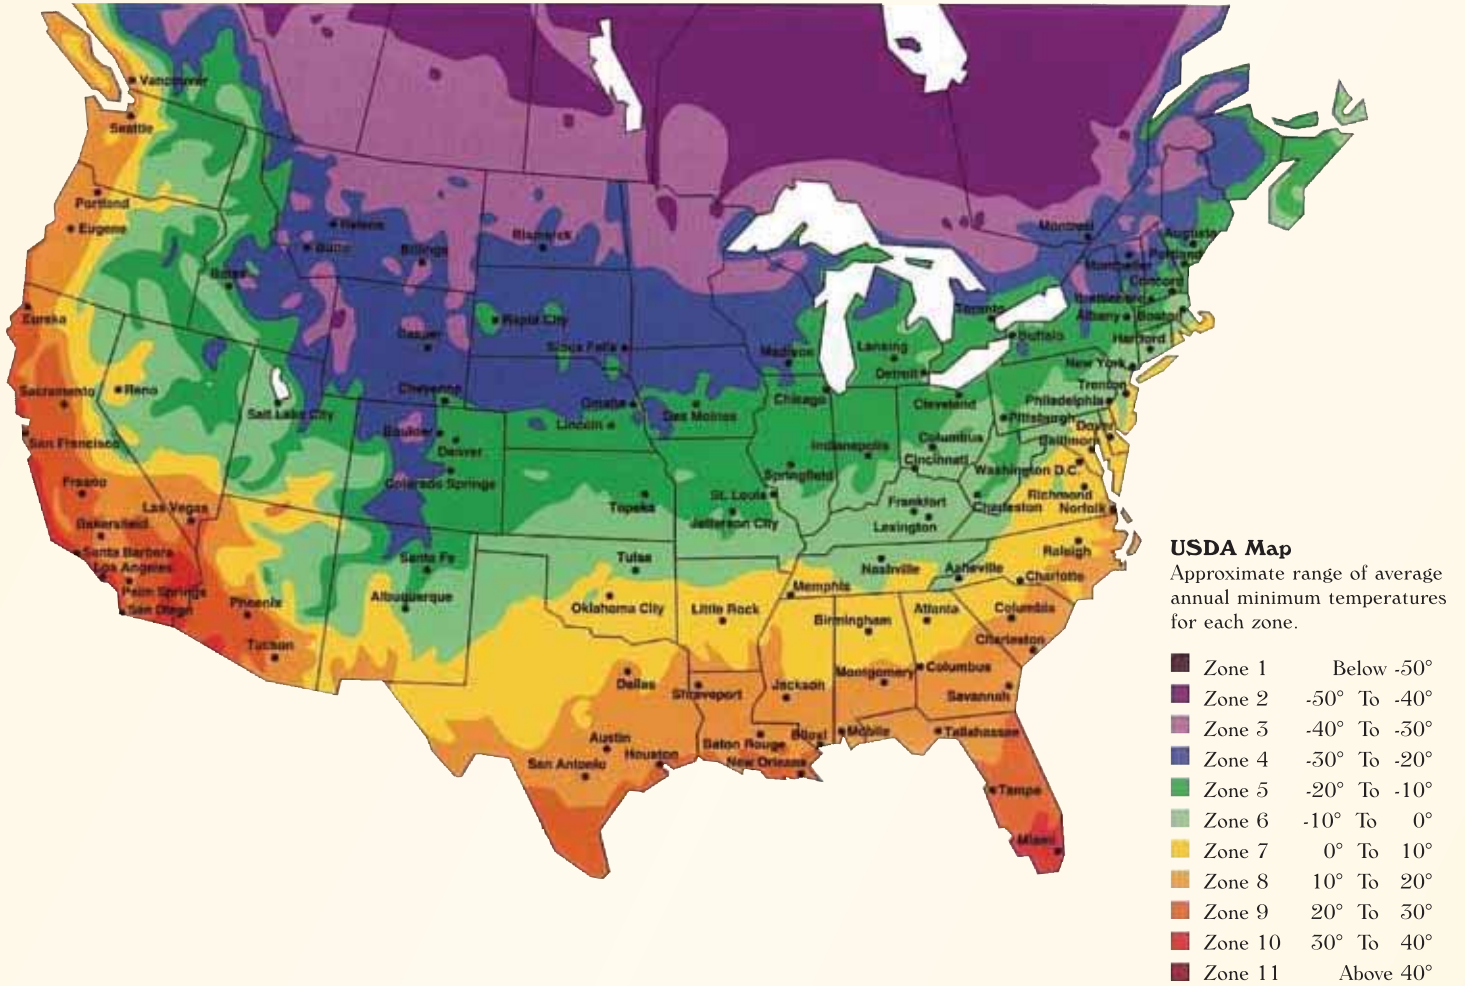 Vancouver
Seattle
Portland
Eugene
Helena
Butte
Billings
Bismarck
Boise
Montreal
Augusta
Portland
Montpelier
Concord
Albany
Boston
Hartford
Toronto
Buffalo
Eureka
Casper
Rapid City
Sioux Falls
Madison
Lansing
Detroit
New York
Trenton
Sacramento
Reno
Salt Lake City
Cheyenne
Omaha
Lincoln
Des Moines
Chicago
Cleveland
Philadelphia
Pittsburgh
Dover
Baltimore
San Francisco
Boulder
Denver
Colorado Springs
Indianapolis
Columbus
Cincinnati
Washington D.C.
Springfield
Fresno
Las Vegas
Topeka
St. Louis
Jefferson City
Frankfort
Lexington
Charleston
Richmond
Norfolk
Bakersfield
Santa Barbara
Los Angeles
Palm Springs
San Diego
Phoenix
Tucson
Santa Fe
Albuquerque
Tulsa
Oklahoma City
Little Rock
Memphis
Nashville
Asheville
Raleigh
Charlotte
Birmingham
Atlanta
Columbia
Charleston
Dallas
Shreveport
Jackson
Montgomery
Columbus
Savannah
Austin
San Antonio
Houston
Baton Rouge
New Orleans
Biloxi
Mobile
Tallahassee
Tampa
Miami
USDA Map
Approximate range of average
annual minimum temperatures
for each zone.
Zone 1 Below -50°
Zone 2 -50° To -40°
Zone 3 -40° To -30°
Zone 4 -30° To -20°
Zone 5 -20° To -10°
Zone 6 -10° To 0°
Zone 7 0° To 10°
Zone 8 10° To 20°
Zone 9 20° To 30°
Zone 10 30° To 40°
Zone 11 Above 40°